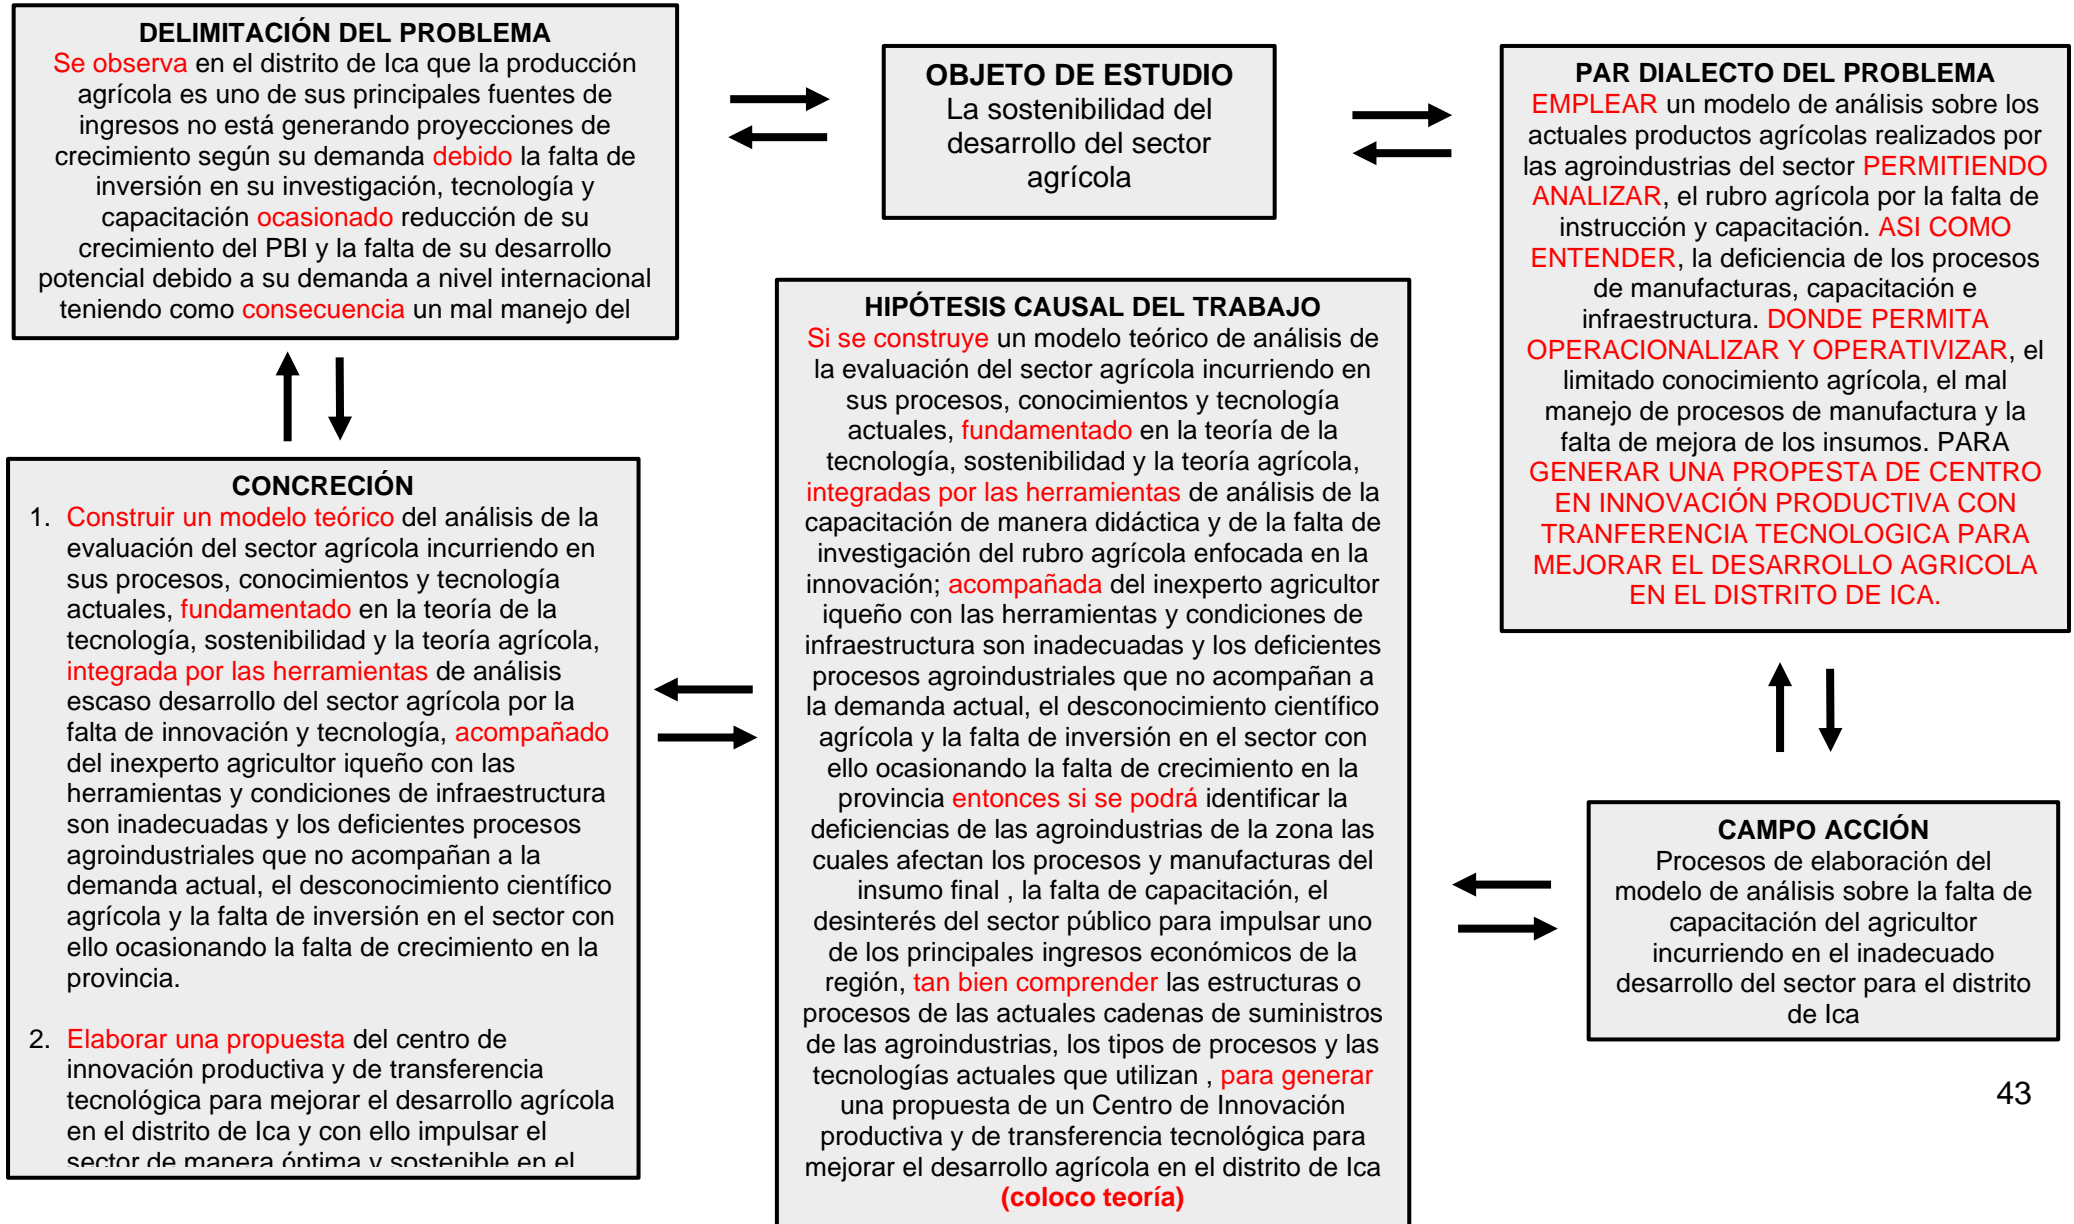 DELIMITACIÓN DEL PROBLEMA
Se observa en el distrito de Ica que la producción
agrícola es uno de sus principales fuentes de
ingresos no está generando proyecciones de
crecimiento según su demanda debido la falta de
inversión en su investigación, tecnología y
capacitación ocasionado reducción de su
crecimiento del PBI y la falta de su desarrollo
potencial debido a su demanda a nivel internacional
teniendo como consecuencia un mal manejo del
OBJETO DE ESTUDIO
La sostenibilidad del
desarrollo del sector
agrícola
PAR DIALECTO DEL PROBLEMA
EMPLEAR un modelo de análisis sobre los
actuales productos agrícolas realizados por
las agroindustrias del sector PERMITIENDO
ANALIZAR, el rubro agrícola por la falta de
instrucción y capacitación. ASI COMO
ENTENDER, la deficiencia de los procesos
de manufacturas, capacitación e
infraestructura. DONDE PERMITA
OPERACIONALIZAR Y OPERATIVIZAR, el
limitado conocimiento agrícola, el mal
manejo de procesos de manufactura y la
falta de mejora de los insumos. PARA
GENERAR UNA PROPESTA DE CENTRO
EN INNOVACIÓN PRODUCTIVA CON
TRANFERENCIA TECNOLOGICA PARA
MEJORAR EL DESARROLLO AGRICOLA
EN EL DISTRITO DE ICA.
CONCRECIÓN
1. Construir un modelo teórico del análisis de la
evaluación del sector agrícola incurriendo en
sus procesos, conocimientos y tecnología
actuales, fundamentado en la teoría de la
tecnología, sostenibilidad y la teoría agrícola,
integrada por las herramientas de análisis
escaso desarrollo del sector agrícola por la
falta de innovación y tecnología, acompañado
del inexperto agricultor iqueño con las
herramientas y condiciones de infraestructura
son inadecuadas y los deficientes procesos
agroindustriales que no acompañan a la
demanda actual, el desconocimiento científico
agrícola y la falta de inversión en el sector con
ello ocasionando la falta de crecimiento en la
provincia.
2. Elaborar una propuesta del centro de
innovación productiva y de transferencia
tecnológica para mejorar el desarrollo agrícola
en el distrito de Ica y con ello impulsar el
sector de manera óptima y sostenible en el
HIPÓTESIS CAUSAL DEL TRABAJO
Si se construye un modelo teórico de análisis de
la evaluación del sector agrícola incurriendo en
sus procesos, conocimientos y tecnología
actuales, fundamentado en la teoría de la
tecnología, sostenibilidad y la teoría agrícola,
integradas por las herramientas de análisis de la
capacitación de manera didáctica y de la falta de
investigación del rubro agrícola enfocada en la
innovación; acompañada del inexperto agricultor
iqueño con las herramientas y condiciones de
infraestructura son inadecuadas y los deficientes
procesos agroindustriales que no acompañan a
la demanda actual, el desconocimiento científico
agrícola y la falta de inversión en el sector con
ello ocasionando la falta de crecimiento en la
provincia entonces si se podrá identificar la
deficiencias de las agroindustrias de la zona las
cuales afectan los procesos y manufacturas del
insumo final , la falta de capacitación, el
desinterés del sector público para impulsar uno
de los principales ingresos económicos de la
región, tan bien comprender las estructuras o
procesos de las actuales cadenas de suministros
de las agroindustrias, los tipos de procesos y las
tecnologías actuales que utilizan , para generar
una propuesta de un Centro de Innovación
productiva y de transferencia tecnológica para
mejorar el desarrollo agrícola en el distrito de Ica
(coloco teoría)
CAMPO ACCIÓN
Procesos de elaboración del
modelo de análisis sobre la falta de
capacitación del agricultor
incurriendo en el inadecuado
desarrollo del sector para el distrito
de Ica
43